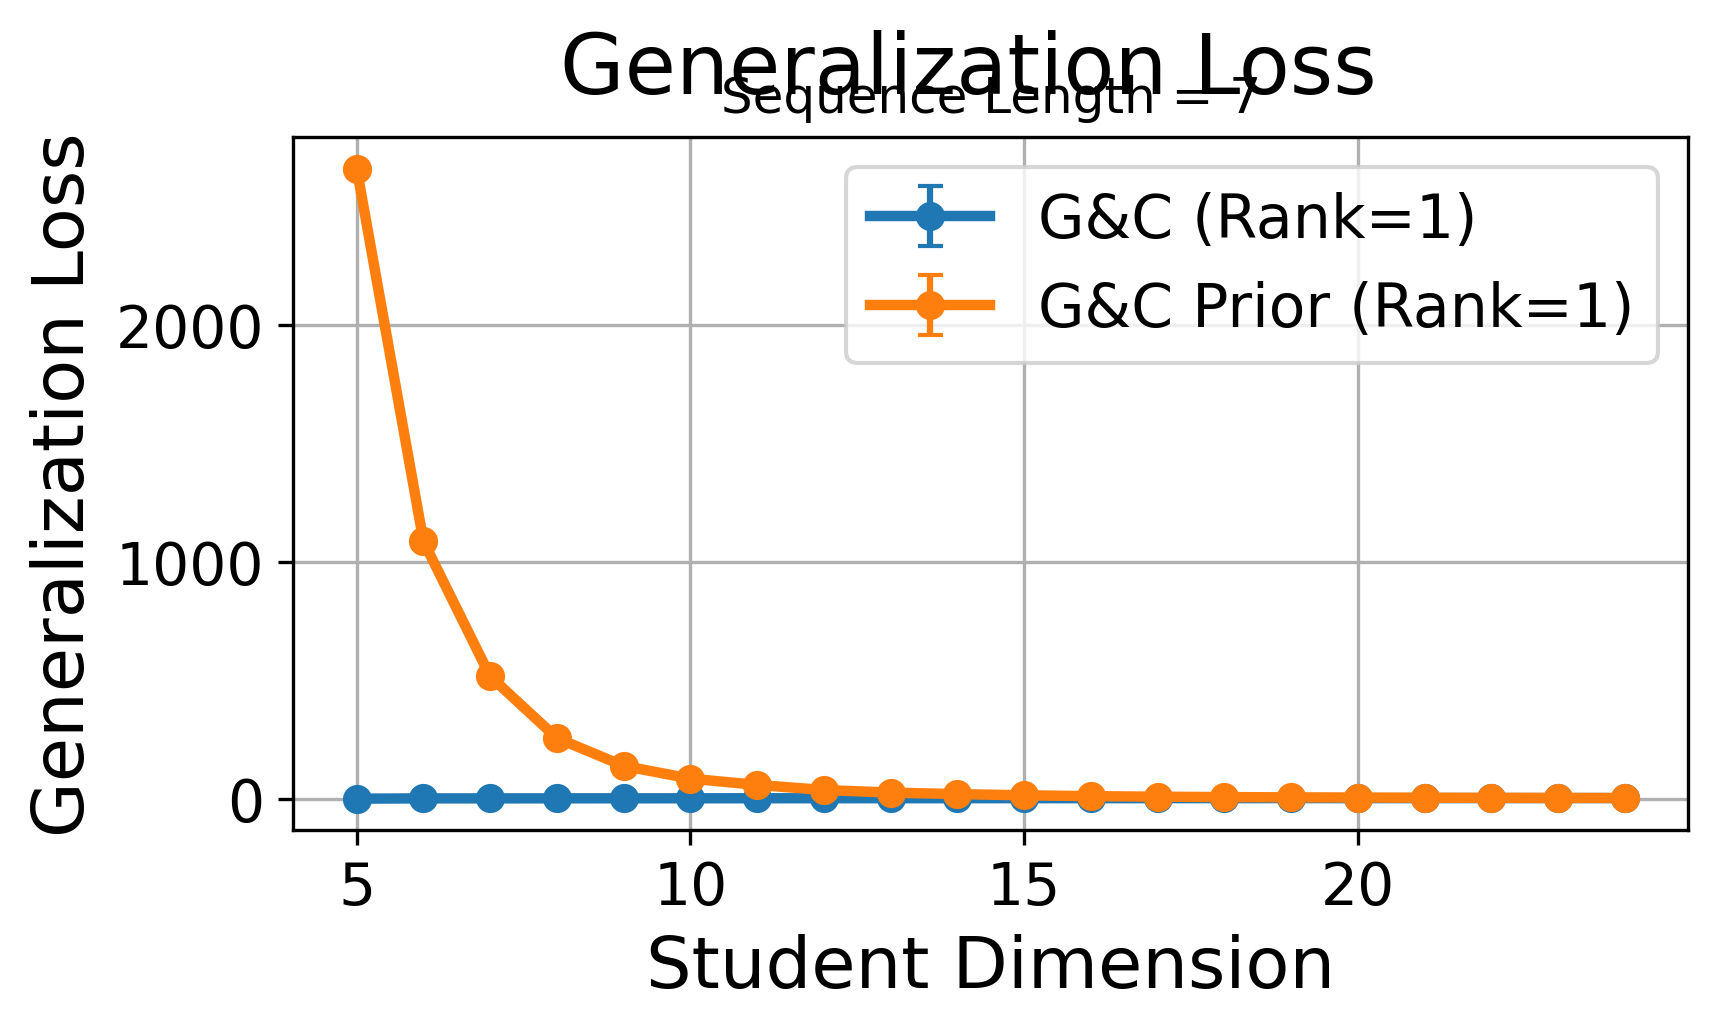 Generalization Loss
Sequence Length = 7
G&C (Rank=1)
G&C Prior (Rank=1)
Generalization Loss
2000
1000
0
5 10 15 20
Student Dimension